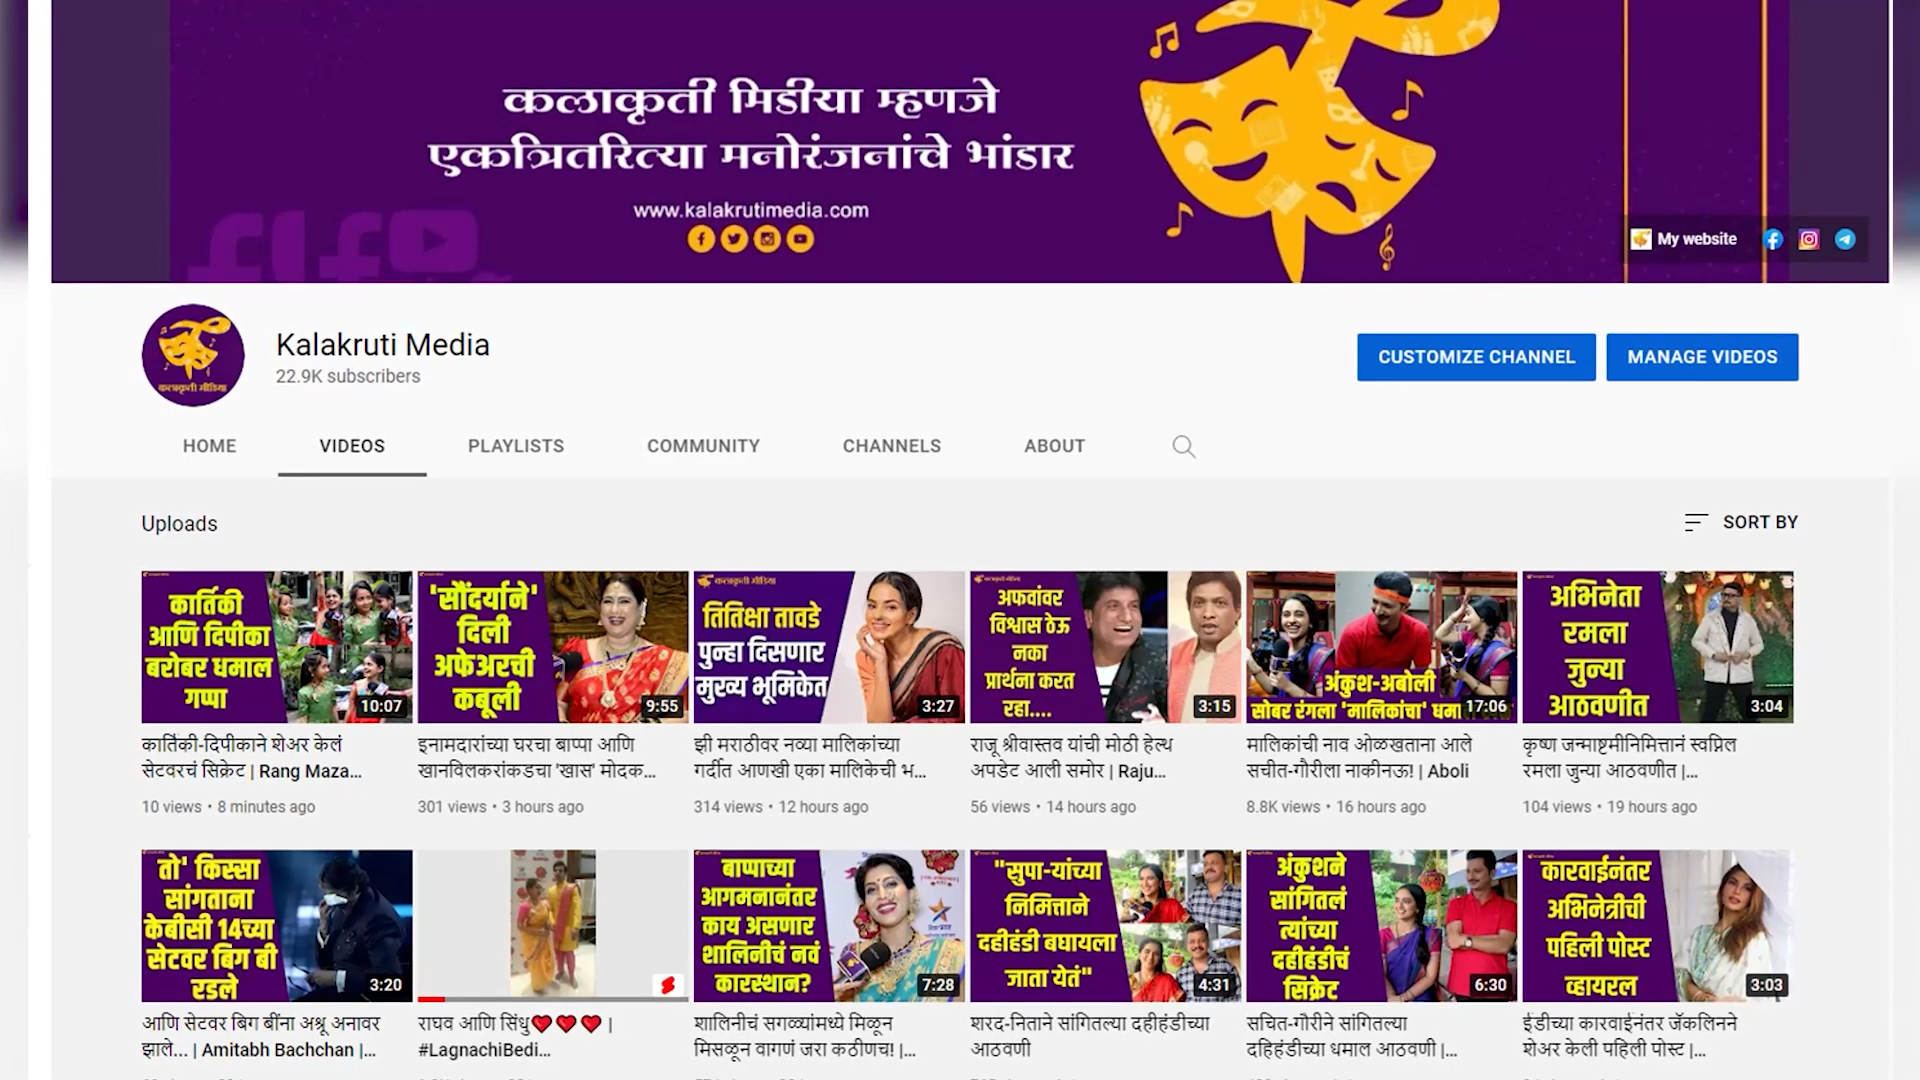 कलाकृती मिडीया म्हणजे
एकत्रितरित्या मनोरंजनांचे भांडार
www.kalakrutimedia.com
My website
कलाकृती मीडिया
Kalakruti Media
22.9K subscribers
CUSTOMIZE CHANNEL
MANAGE VIDEOS
HOME
VIDEOS
PLAYLISTS
COMMUNITY
CHANNELS
ABOUT
Uploads
SORT BY
कार्तिकी
आणि दिपीका
बरोबर धमाल
गप्पा
10:07
कार्तिकी-दिपीकाने शेअर केलं
सेटवरचं सिक्रेट | Rang Maza...
10 views • 8 minutes ago
'सौंदर्याने'
दिली
अफेअरची
कबूली
9:55
इनामदारांच्या घरचा बाप्पा आणि
खानविलकरांकडचा 'खास' मोदक...
301 views • 3 hours ago
कलाकृती मीडिया
तितिक्षा तावडे
पुन्हा दिसणार
मुख्य भूमिकेत
3:27
झी मराठीवर नव्या मालिकांच्या
गर्दीत आणखी एका मालिकेची भ...
314 views • 12 hours ago
अफवांवर
विश्वास ठेऊ
नका
प्रार्थना करत
रहा....
3:15
राजू श्रीवास्तव यांची मोठी हेल्थ
अपडेट आली समोर | Raju...
56 views • 14 hours ago
अंकुश-अबोली
सोबर रंगला 'मालिकांचा'
17:06
मालिकांची नाव ओळखताना आले
सचीत-गौरीला नाकीनऊ! | Aboli
8.8K views • 16 hours ago
अभिनेता
रमला
जुन्या
आठवणीत
3:04
कृष्ण जन्माष्टमीनिमित्तानं स्वप्निल
रमला जुन्या आठवणीत |...
104 views • 19 hours ago
तो' किस्सा
सांगताना
केबीसी 14च्या
सेटवर बिग बी
रडले
3:20
आणि सेटवर बिग बींना अश्रू अनावर
झाले... | Amitabh Bachchan |...
राघव आणि सिंधु❤❤❤ |
#LagnachiBedi...
बाप्पाच्या
आगमनानंतर
काय असणार
शालिनीचं नवं
कारस्थान?
7:28
शालिनीचं सगळ्यांमध्ये मिळून
मिसळून वागणं जरा कठीणच! |...
"सुपा-यांच्या
निमित्ताने
दहीहंडी बघायला
जाता येतं"
4:31
शरद-निताने सांगितल्या दहीहंडीच्या
आठवणी
अंकुशने
सांगितलं
त्यांच्या
दहीहंडीचं
सिक्रेट
6:30
सचित-गौरीने सांगितल्या
दहिहंडीच्या धमाल आठवणी |...
कारवाईनंतर
अभिनेत्रीची
पहिली पोस्ट
व्हायरल
3:03
ईडीच्या कारवाईनंतर जॅकलिनने
शेअर केली पहिली पोस्ट |...